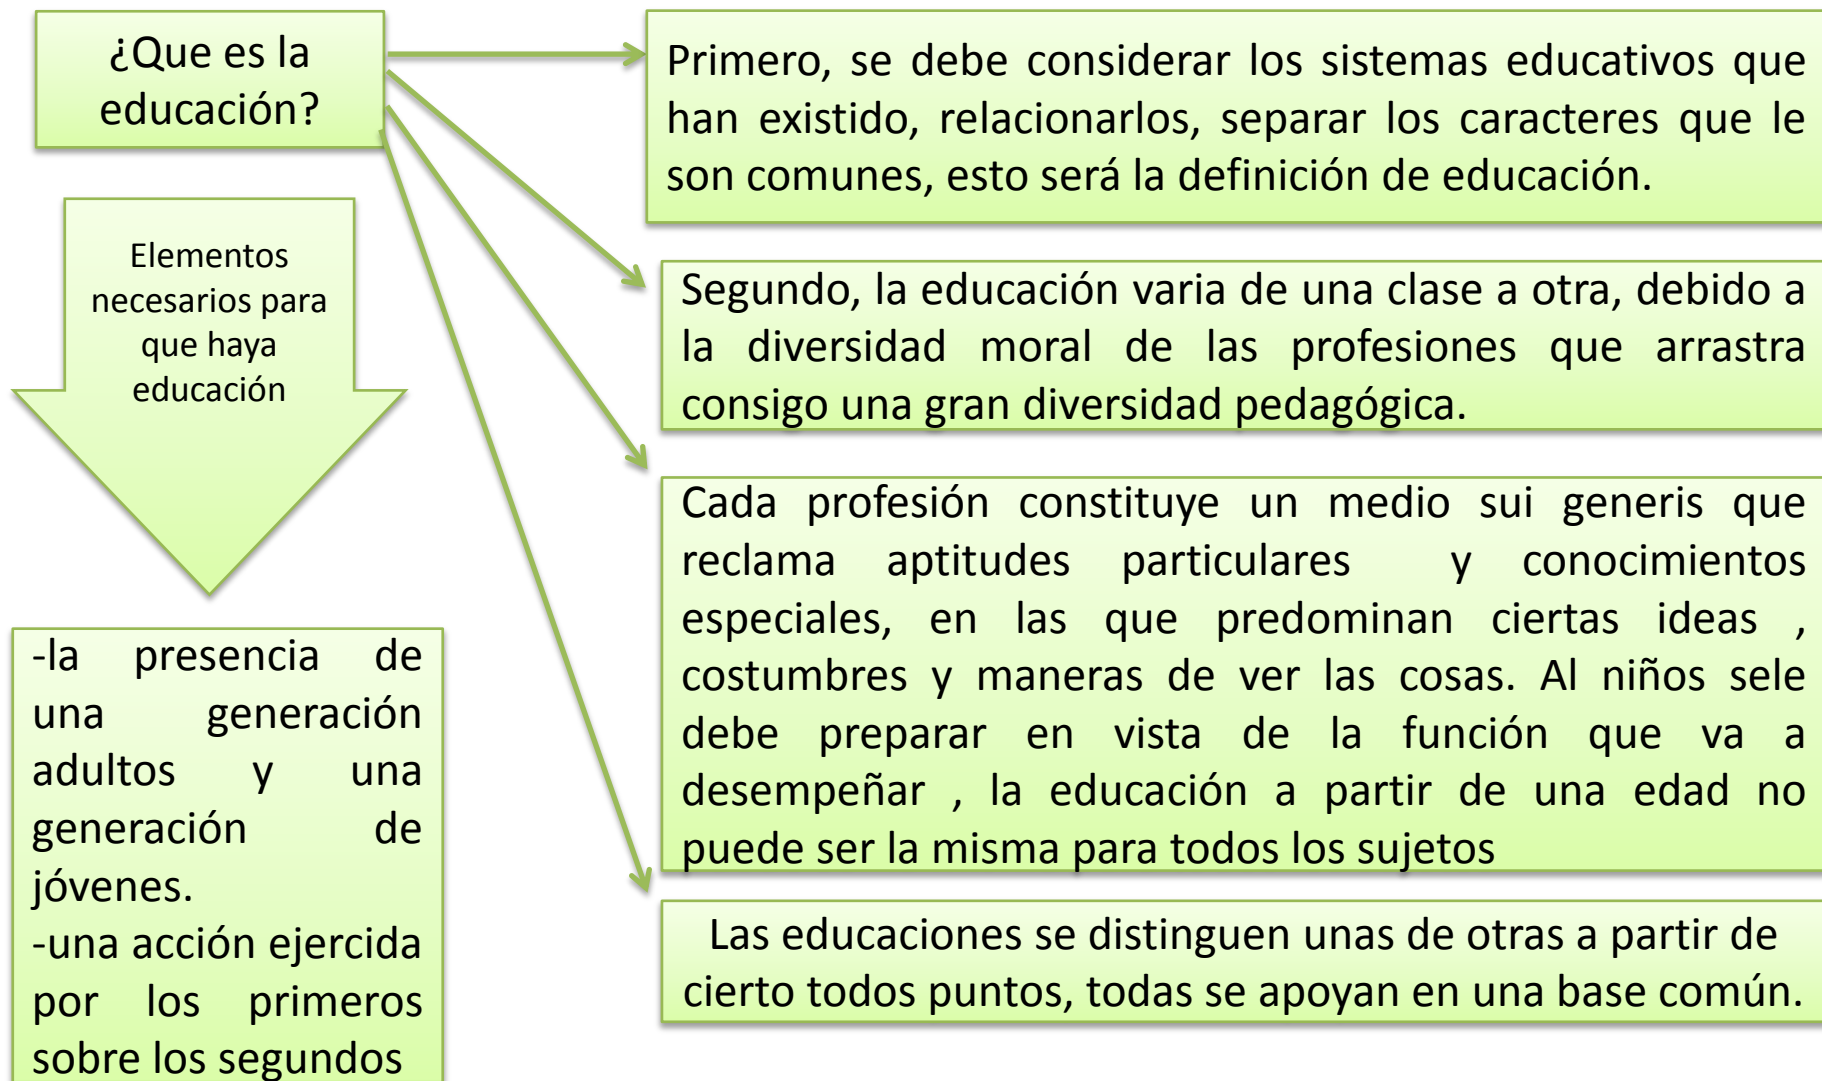 ¿Que es la
educación?
Primero, se debe considerar los sistemas educativos que
han existido, relacionarlos, separar los caracteres que le
son comunes, esto será la definición de educación.
Segundo, la educación varia de una clase a otra, debido a
la diversidad moral de las profesiones que arrastra
consigo una gran diversidad pedagógica.
Cada profesión constituye un medio sui generis que
reclama aptitudes particulares y conocimientos
especiales, en las que predominan ciertas ideas ,
costumbres y maneras de ver las cosas. Al niños sele
debe preparar en vista de la función que va a
desempeñar , la educación a partir de una edad no
puede ser la misma para todos los sujetos
Las educaciones se distinguen unas de otras a partir de
cierto todos puntos, todas se apoyan en una base común.
Elementos
necesarios para
que haya
educación
-la presencia de
una generación
adultos y una
generación de
jóvenes.
-una acción ejercida
por los primeros
sobre los segundos